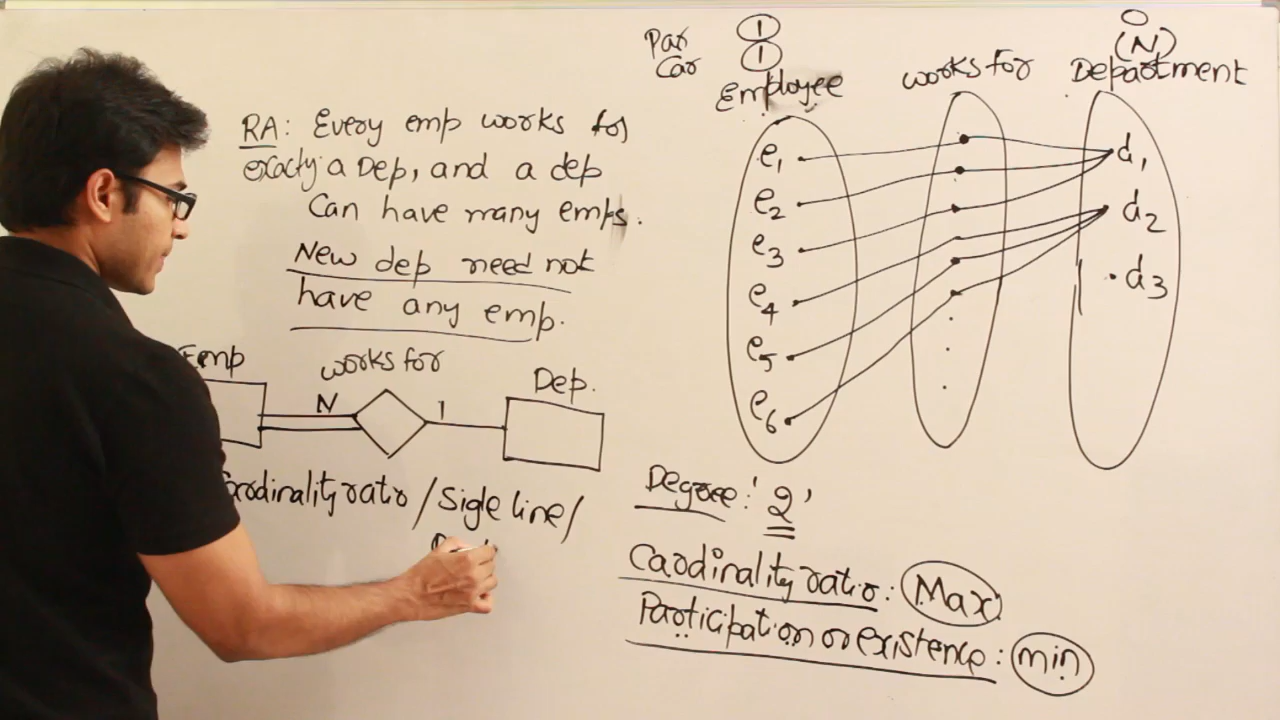 RA: Every emp works for
exactly a Dep, and a dep
Can have many emps.
New dep need not
have any emp.
Emp
works for
Dep.
N
1
Cardinality ratio / Sigle line /
Par
Car
1
1
Employee
works for
0
(N)
Department
e1
e2
e3
e4
e5
e6
d1
d2
d3
Degree: '2'
Cardinality ratio: Max
Participation or existence: min